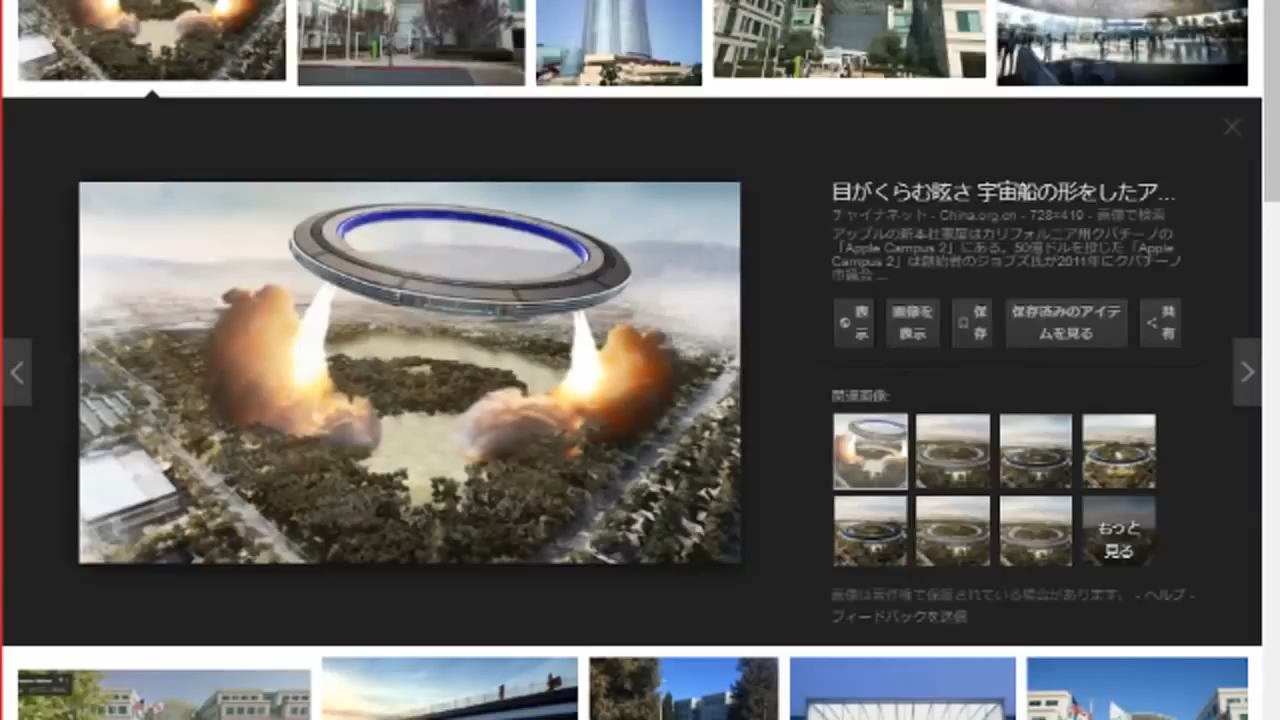 目がくらむ眩さ 宇宙船の形をしたア...
チャイナネット - China.org.cn - 728×410 - 画像で検索
アップルの新本社家屋はカリフォルニア州クパチーノの
「Apple Campus 2」にある。50億ドルを投じた「Apple
Campus 2」は創始者のジョブズ氏が2011年にクパチーノ
市議会 ...
表示
画像を表示
保存
保存済みのアイテムを見る
共有
関連画像:
もっと
見る
画像は著作権で保護されている場合があります。 - ヘルプ -
フィードバックを送信